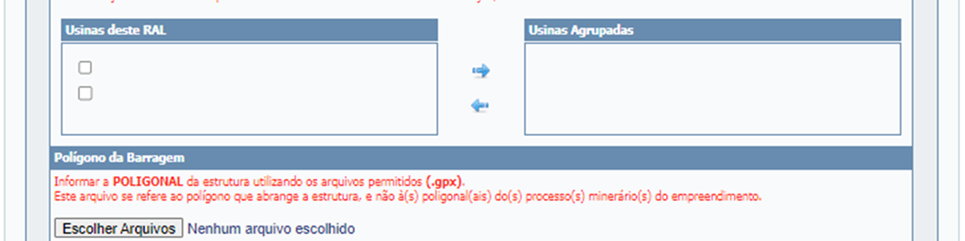 Usinas deste RAL
Usinas Agrupadas
Polígono da Barragem
Informar a POLIGONAL da estrutura utilizando os arquivos permitidos (.gpx).
Este arquivo se refere ao polígono que abrange a estrutura, e não à(s) poligonal(ais) do(s) processo(s) minerário(s) do empreendimento.
Escolher Arquivos Nenhum arquivo escolhido